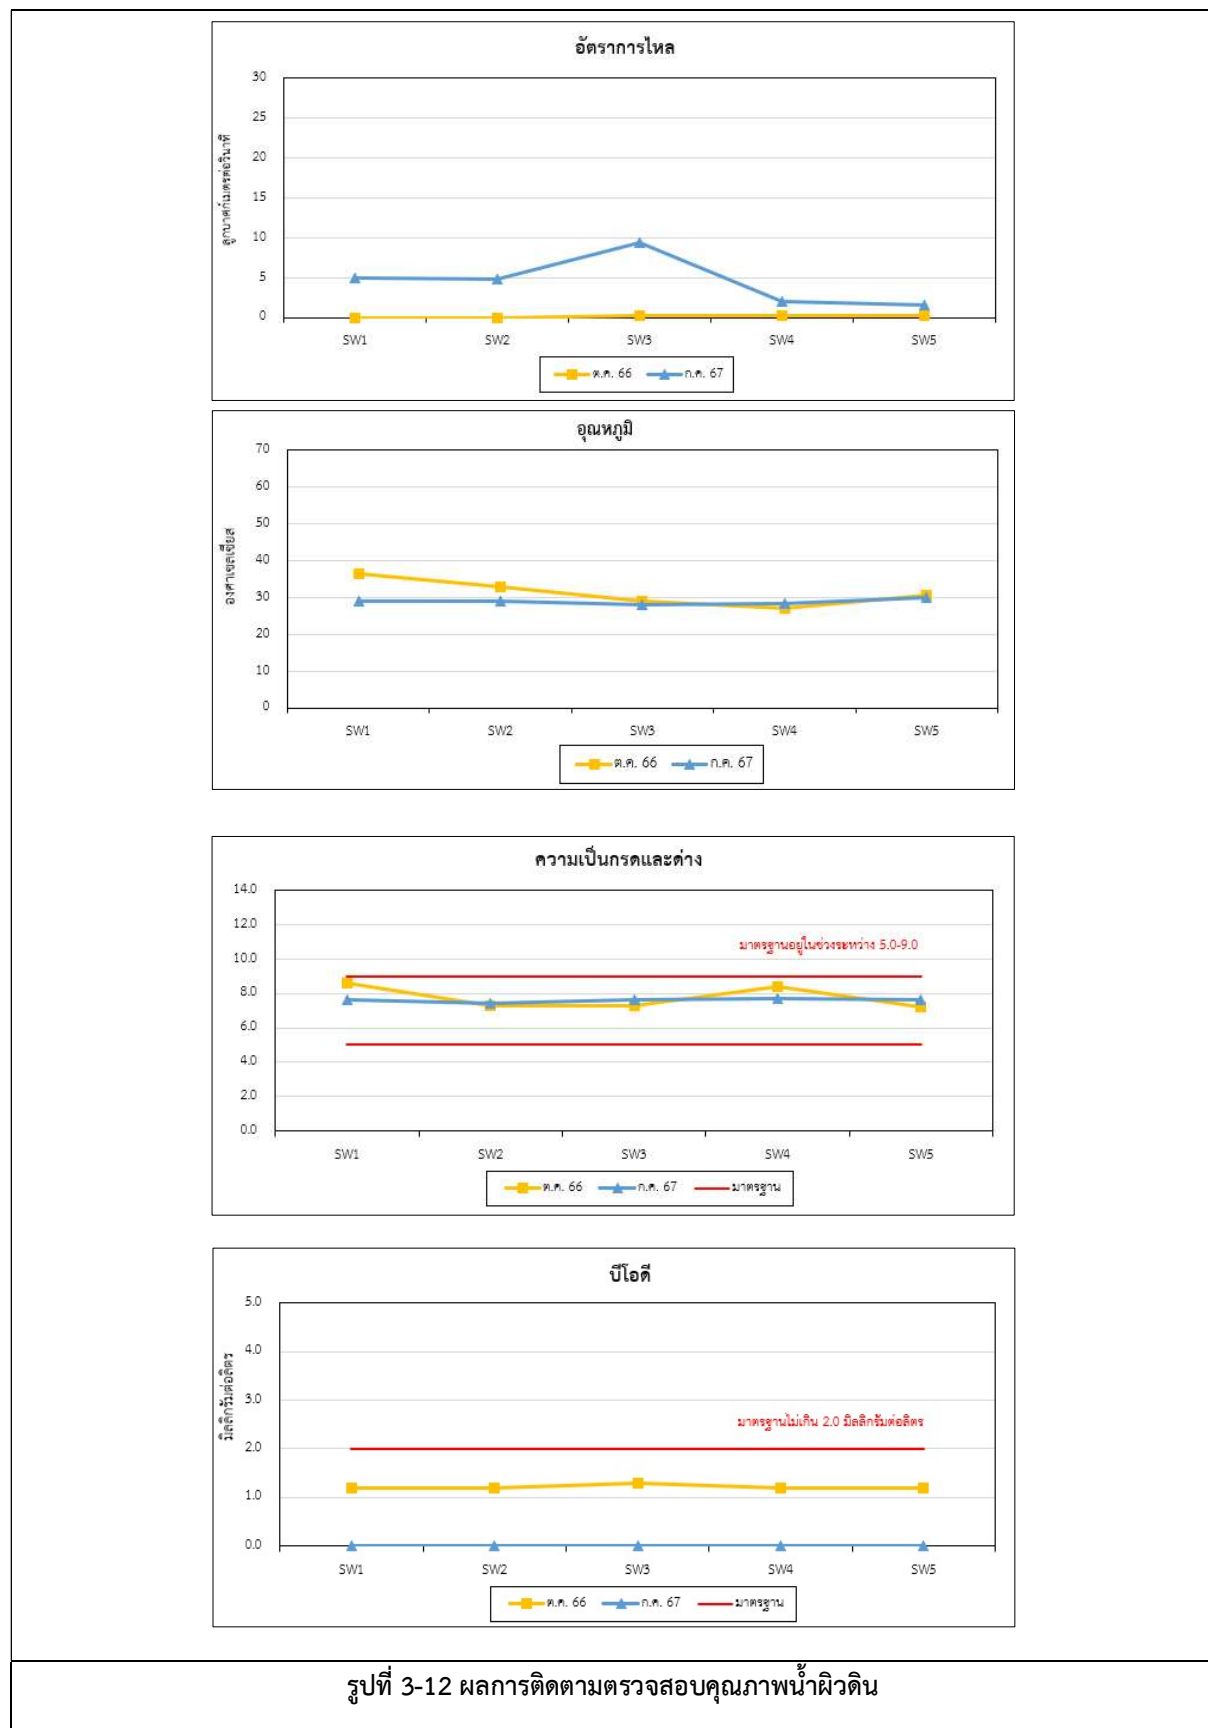 อัตราการไหล
ลูกบาศก์เมตรต่อวินาที
30
25
20
15
10
5
0
SW1 SW2 SW3 SW4 SW5
ต.ค. 66 ก.ค. 67
อุณหภูมิ
องศาเซลเซียส
70
60
50
40
30
20
10
0
SW1 SW2 SW3 SW4 SW5
ต.ค. 66 ก.ค. 67
ความเป็นกรดและด่าง
14.0
12.0
มาตรฐานอยู่ในช่วงระหว่าง 5.0-9.0
10.0
8.0
6.0
4.0
2.0
0.0
SW1 SW2 SW3 SW4 SW5
ต.ค. 66 ก.ค. 67 มาตรฐาน
บีโอดี
มิลลิกรัมต่อลิตร
5.0
4.0
3.0
มาตรฐานไม่เกิน 2.0 มิลลิกรัมต่อลิตร
2.0
1.0
0.0
SW1 SW2 SW3 SW4 SW5
ต.ค. 66 ก.ค. 67 มาตรฐาน
รูปที่ 3-12 ผลการติดตามตรวจสอบคุณภาพน้ำผิวดิน